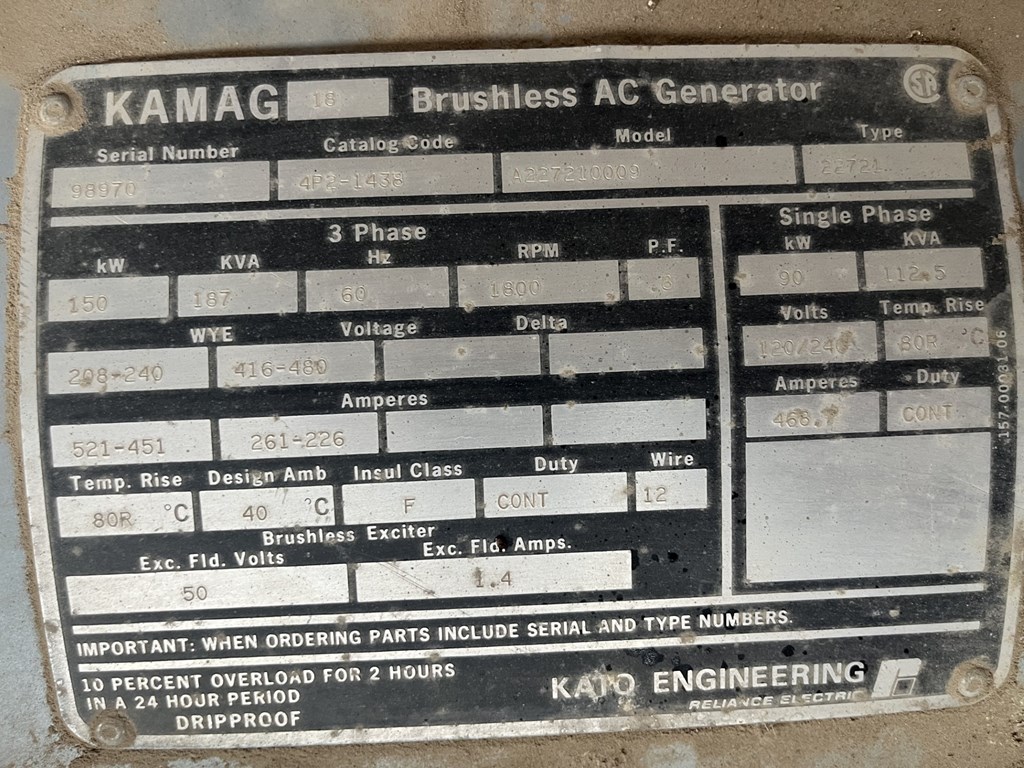 KAMAG 18 Brushless AC Generator SA
Serial Number Catalog Code Model Type
98970 4P2-1438 A227210009 22721
3 Phase Single Phase
kW KVA Hz RPM P.F. kW KVA
150 187 60 1800 90 112.5
WYE Voltage Delta Volts Temp. Rise
208-240 416-480 120/240 80R °C
Amperes Amperes Duty
521-451 261-226 468.7 CONT
Temp. Rise Design Amb Insul Class Duty Wire
80R °C 40 °C F CONT 12
Brushless Exciter
Exc. Fld. Volts Exc. Fld. Amps.
50 1.4
IMPORTANT: WHEN ORDERING PARTS INCLUDE SERIAL AND TYPE NUMBERS.
10 PERCENT OVERLOAD FOR 2 HOURS
IN A 24 HOUR PERIOD
DRIPPROOF
KATO ENGINEERING
RELIANCE ELECTRIC
157.00031.06